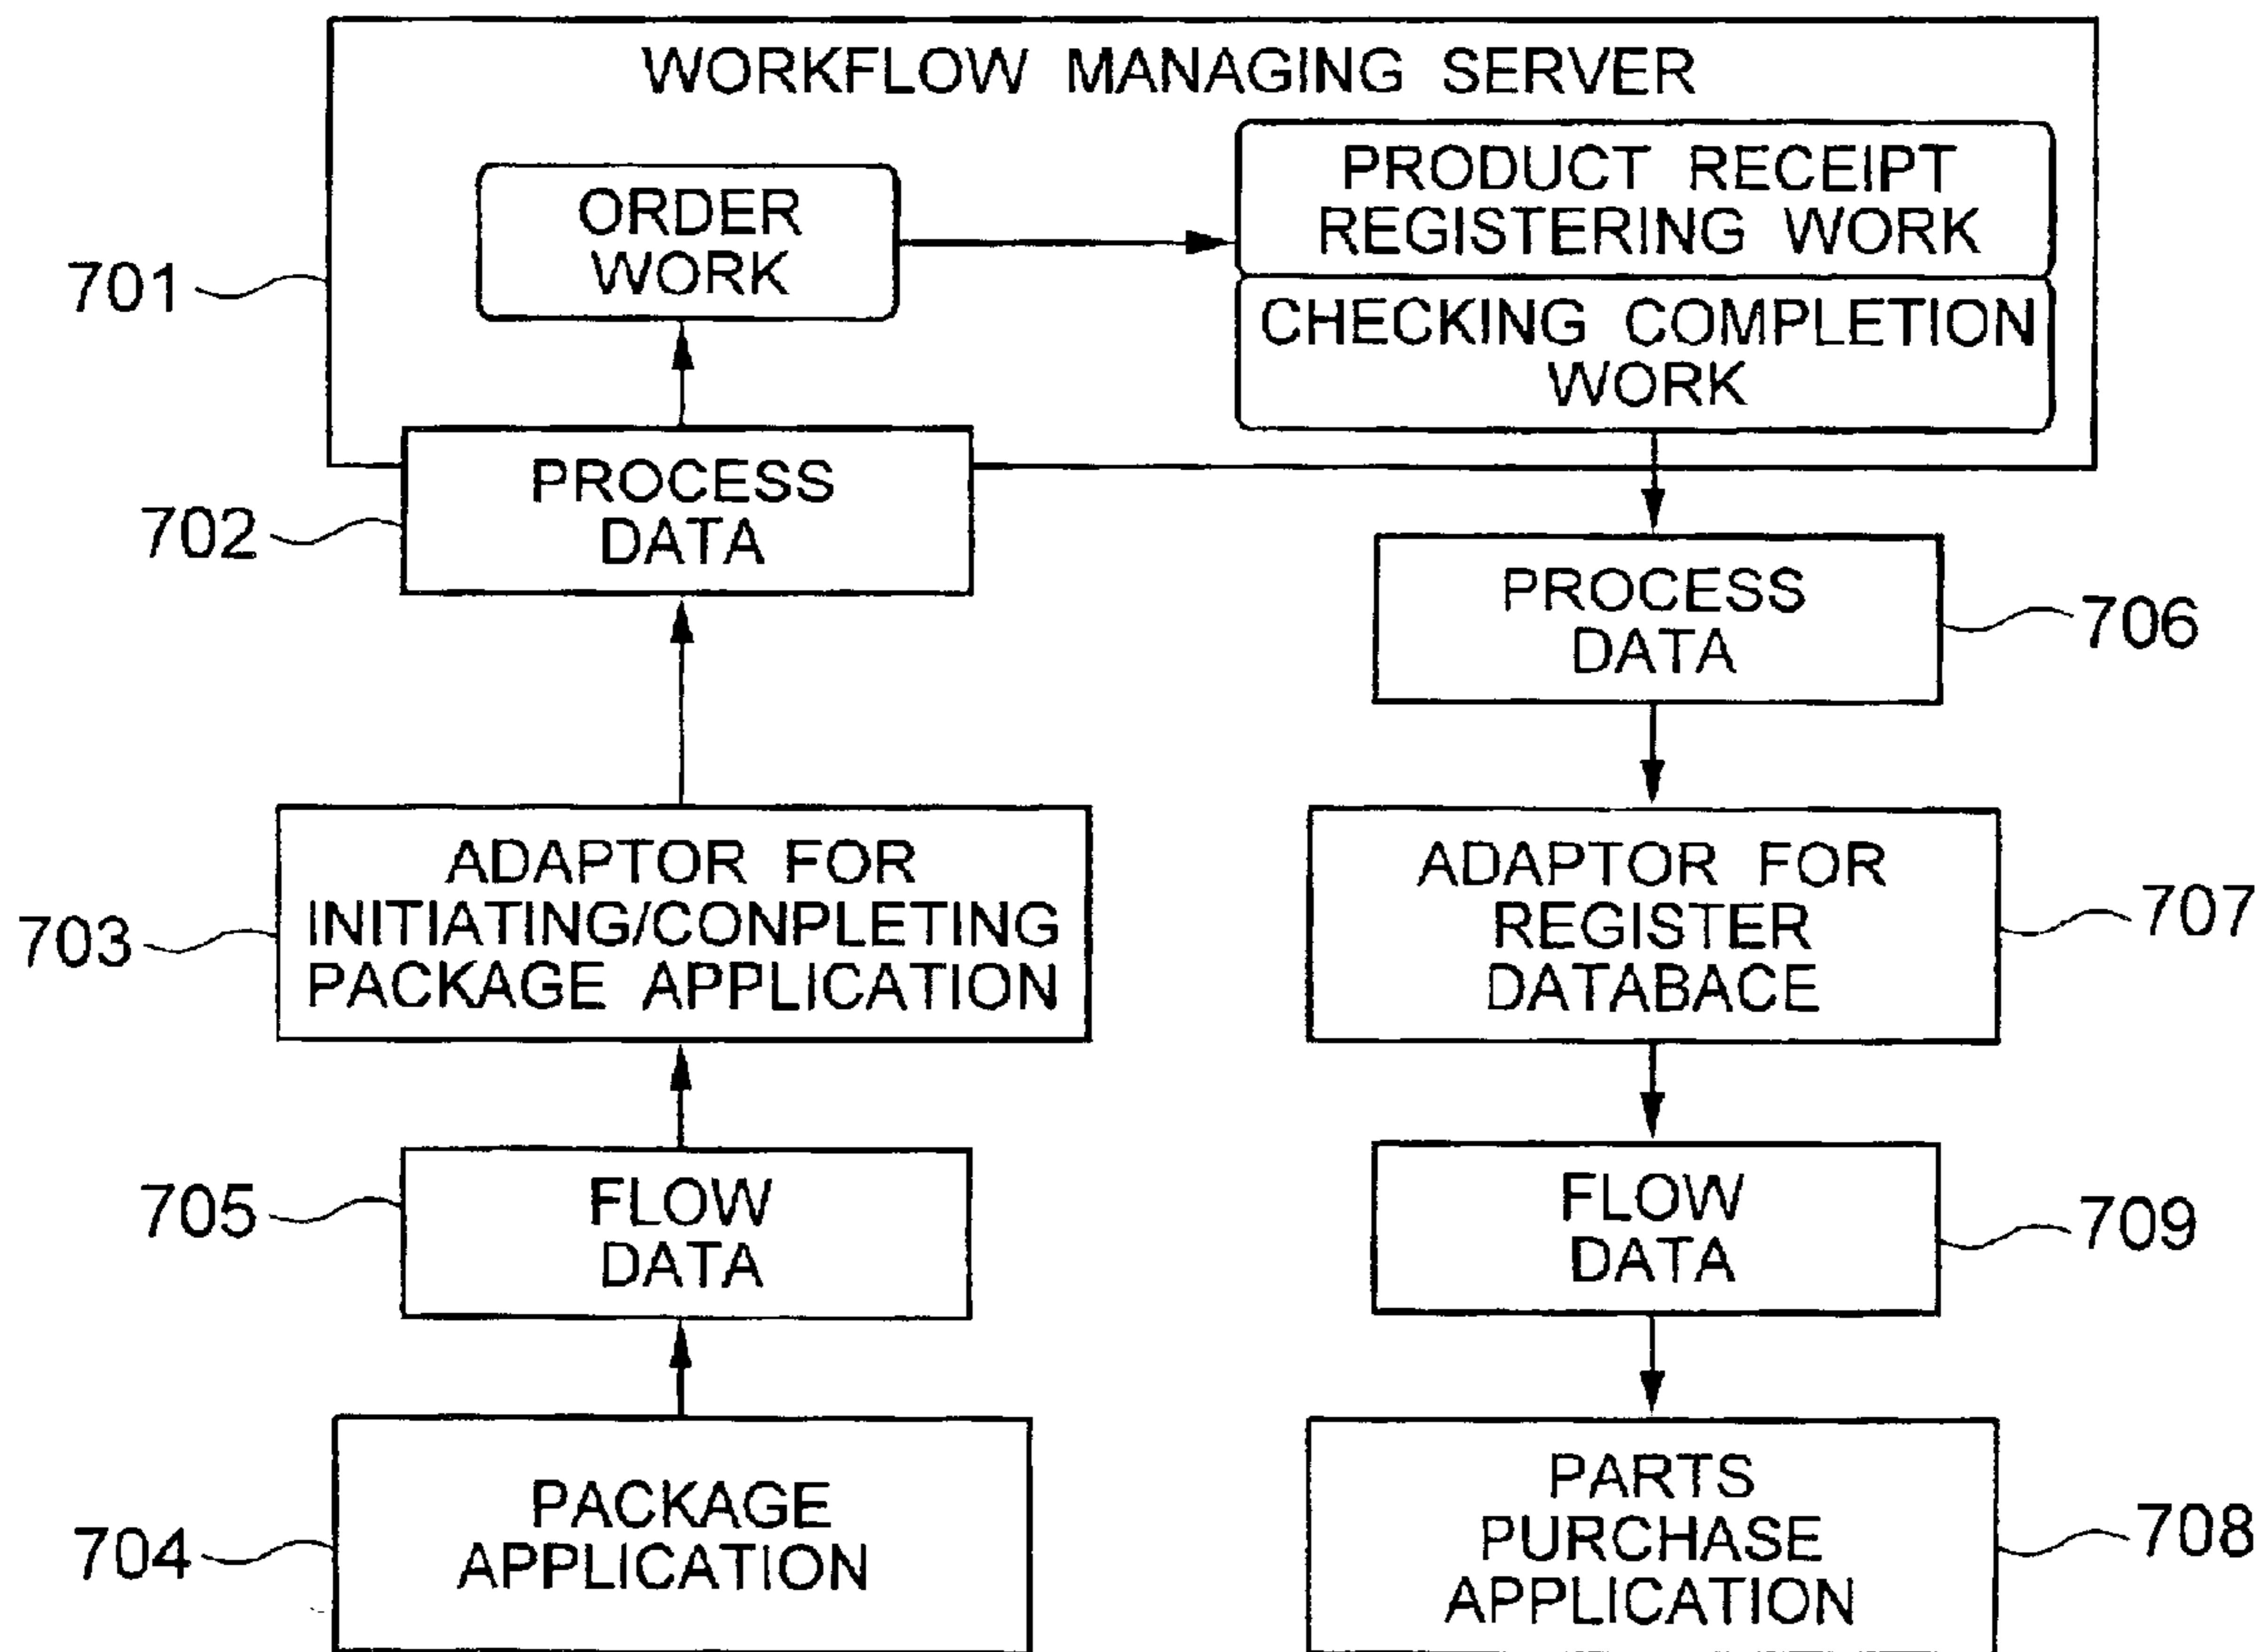 WORKFLOW MANAGING SERVER
ORDER
WORK
PRODUCT RECEIPT
REGISTERING WORK
CHECKING COMPLETION
WORK
701
PROCESS
DATA
702
PROCESS
DATA
706
ADAPTOR FOR
INITIATING/CONPLETING
PACKAGE APPLICATION
703
ADAPTOR FOR
REGISTER
DATABACE
707
FLOW
DATA
705
FLOW
DATA
709
PACKAGE
APPLICATION
704
PARTS
PURCHASE
APPLICATION
708